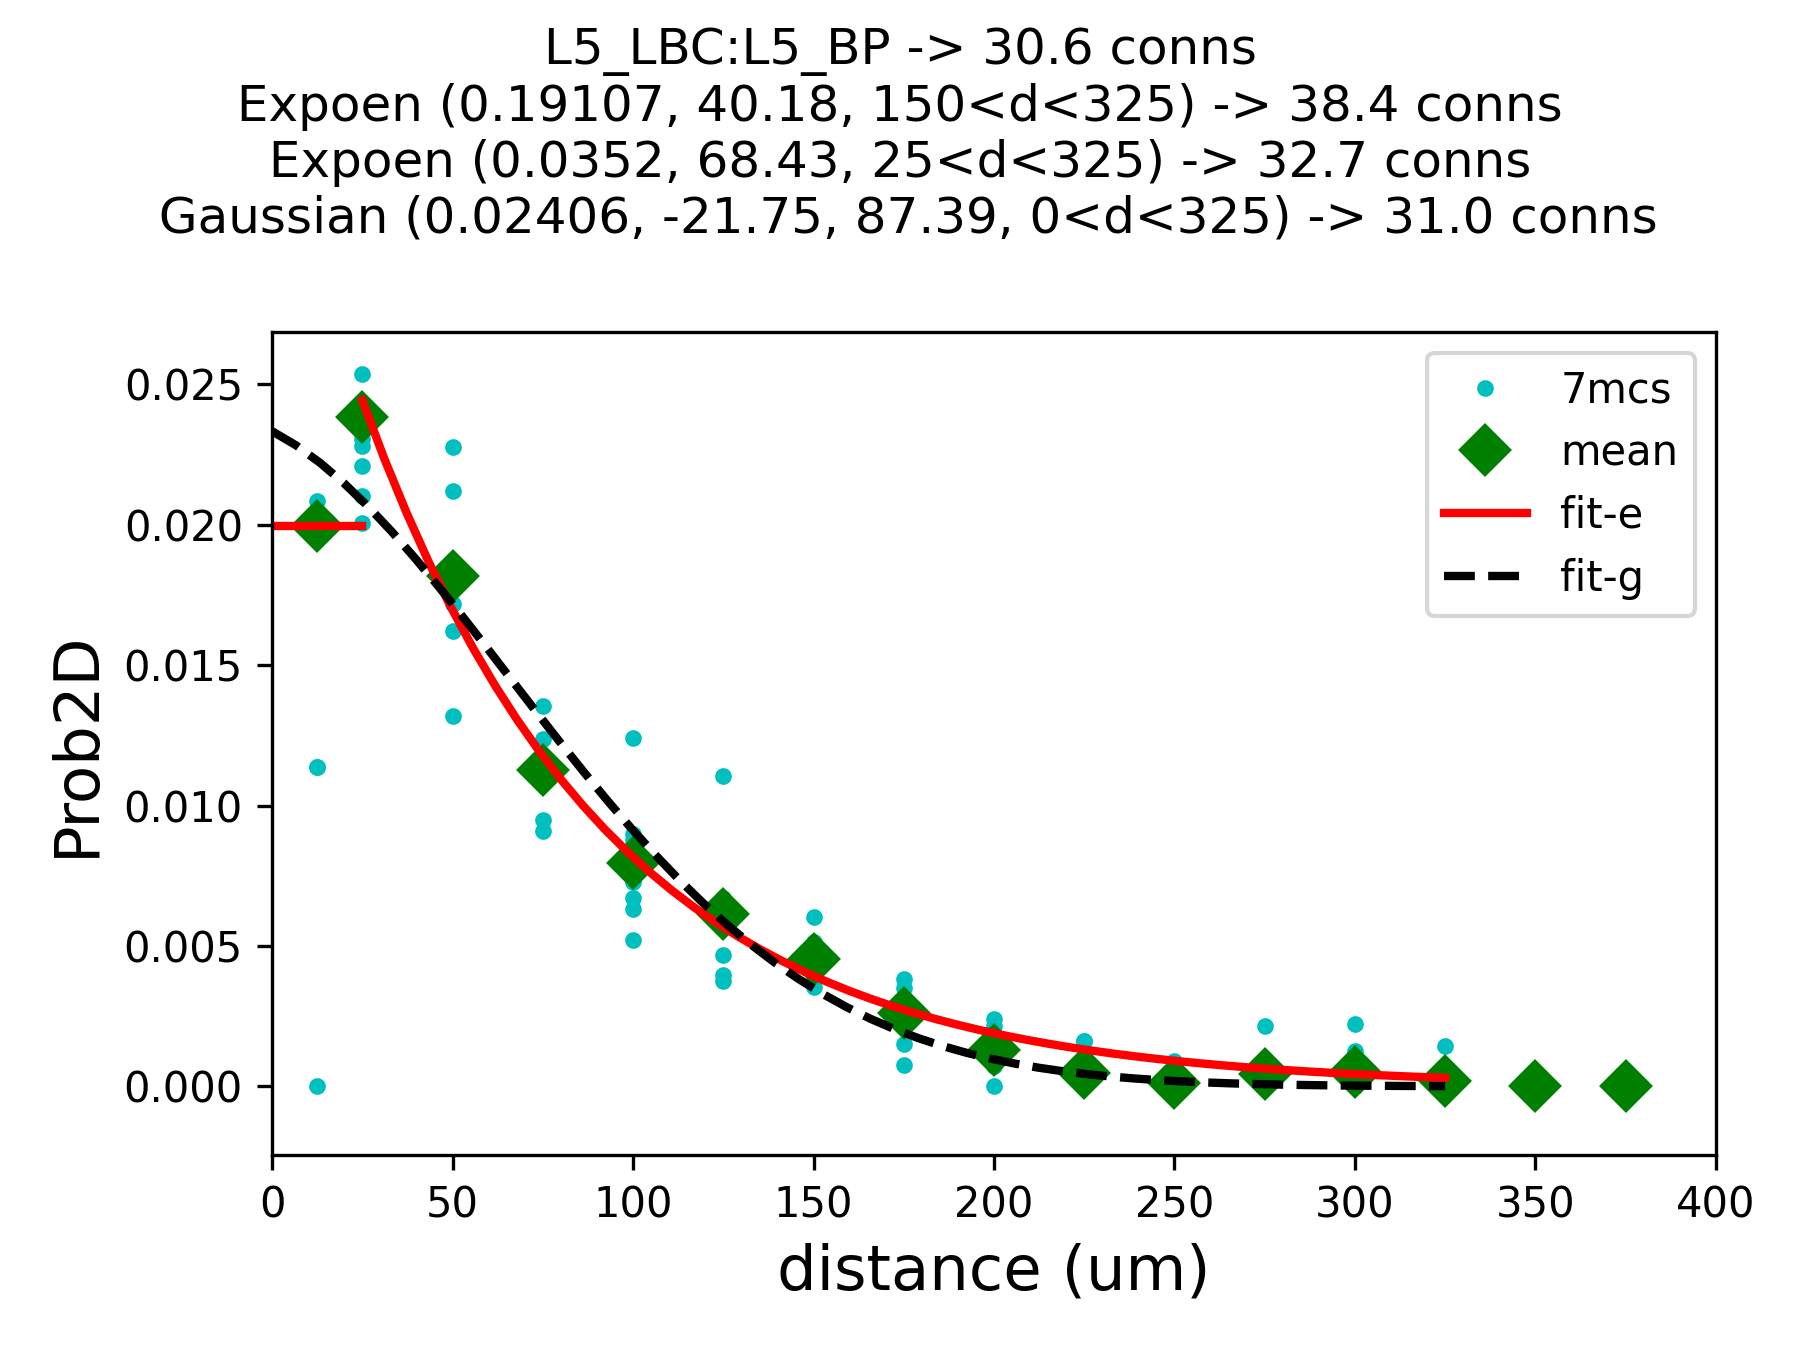 L5_LBC:L5_BP -> 30.6 conns
Expoen (0.19107, 40.18, 150<d<325) -> 38.4 conns
Expoen (0.0352, 68.43, 25<d<325) -> 32.7 conns
Gaussian (0.02406, -21.75, 87.39, 0<d<325) -> 31.0 conns
7mcs
mean
fit-e
fit-g
Prob2D
0.025
0.020
0.015
0.010
0.005
0.000
0 50 100 150 200 250 300 350 400
distance (um)